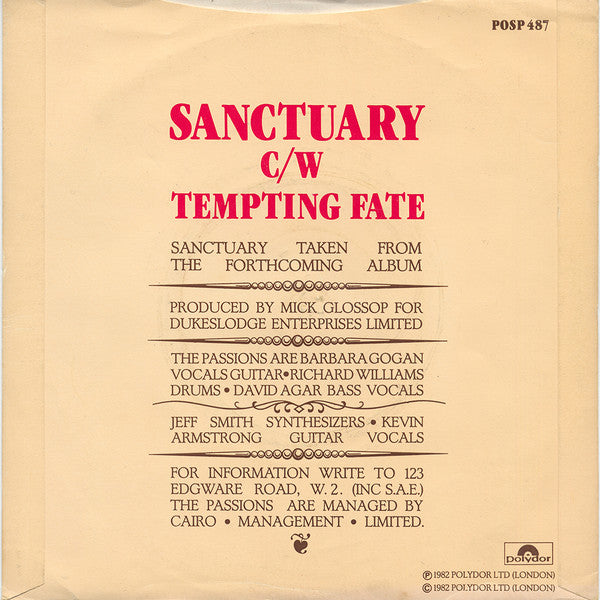 POSP 487
SANCTUARY
C/W
TEMPTING FATE
SANCTUARY TAKEN FROM
THE FORTHCOMING ALBUM
PRODUCED BY MICK GLOSSOP FOR
DUKESLODGE ENTERPRISES LIMITED
THE PASSIONS ARE BARBARA GOGAN
VOCALS GUITAR•RICHARD WILLIAMS
DRUMS • DAVID AGAR BASS VOCALS
JEFF SMITH SYNTHESIZERS • KEVIN
ARMSTRONG GUITAR VOCALS
FOR INFORMATION WRITE TO 123
EDGWARE ROAD, W. 2. (INC S.A.E.)
THE PASSIONS ARE MANAGED BY
CAIRO • MANAGEMENT • LIMITED.
polydor
Ⓟ 1982 POLYDOR LTD (LONDON)
© 1982 POLYDOR LTD (LONDON)